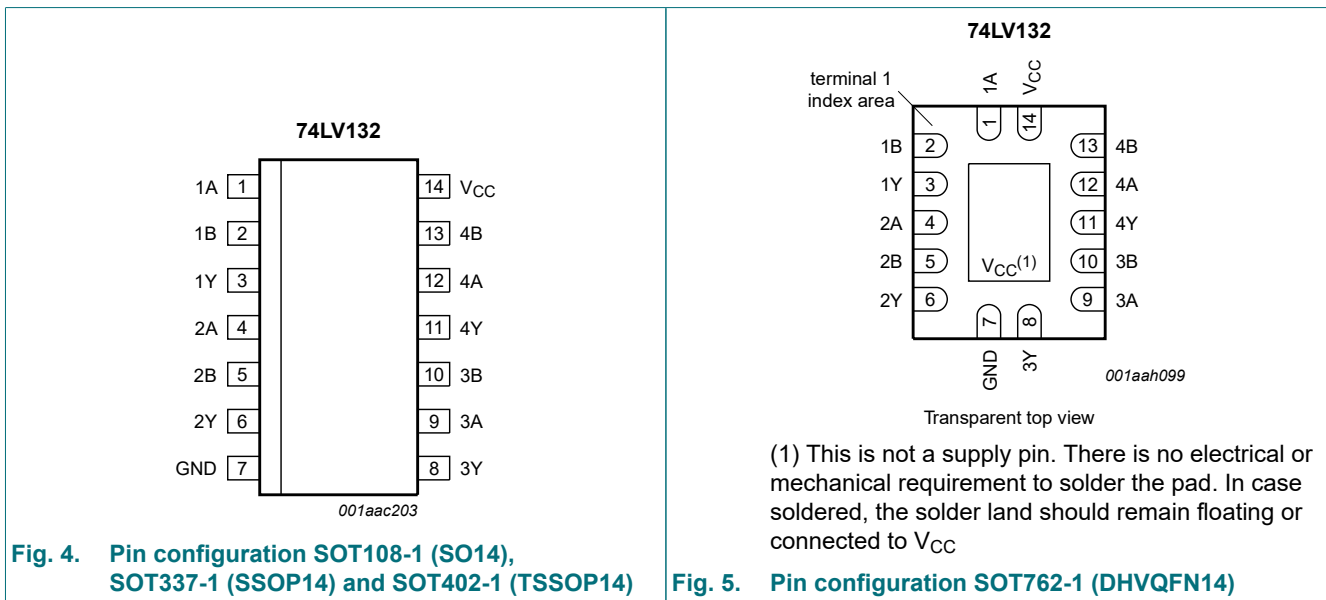 74LV132
1A 1 14 VCC
1B 2 13 4B
1Y 3 12 4A
2A 4 11 4Y
2B 5 10 3B
2Y 6 9 3A
GND 7 8 3Y
001aac203
Fig. 4. Pin configuration SOT108-1 (SO14),
SOT337-1 (SSOP14) and SOT402-1 (TSSOP14)
74LV132
terminal 1
index area
1A VCC
1 14
1B 2 13 4B
1Y 3 12 4A
2A 4 11 4Y
2B 5 10 3B
VCC(1)
2Y 6 9 3A
7 8
GND 3Y
001aah099
Transparent top view
(1) This is not a supply pin. There is no electrical or
mechanical requirement to solder the pad. In case
soldered, the solder land should remain floating or
connected to VCC
Fig. 5. Pin configuration SOT762-1 (DHVQFN14)